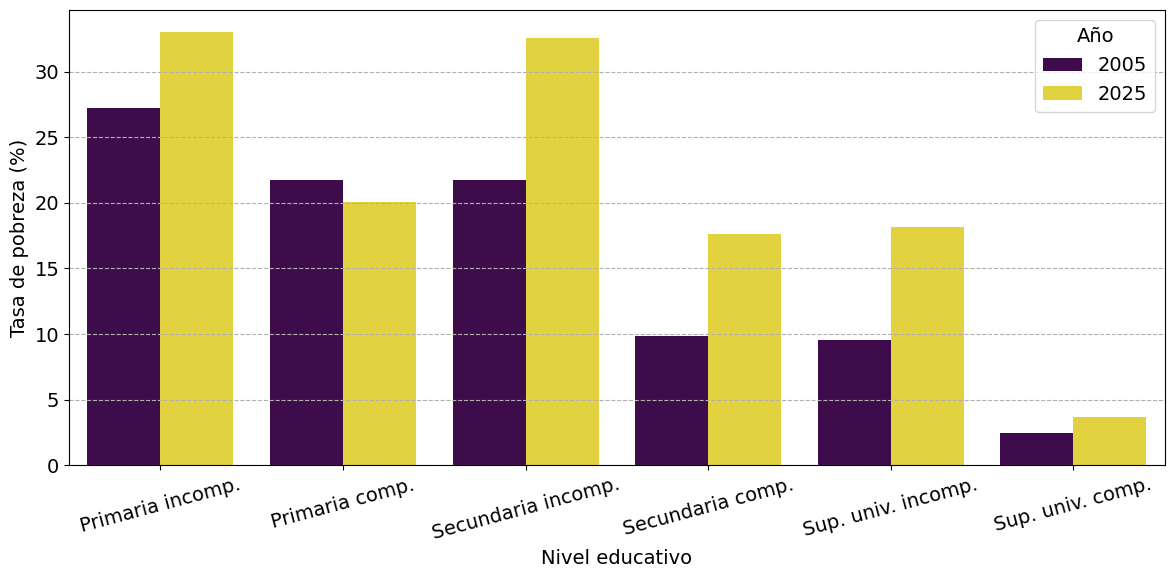 Tasa de pobreza (%)
30
25
20
15
10
5
0
Año
2005
2025
Primaria incomp.
Primaria comp.
Secundaria incomp.
Secundaria comp.
Sup. univ. incomp.
Sup. univ. comp.
Nivel educativo